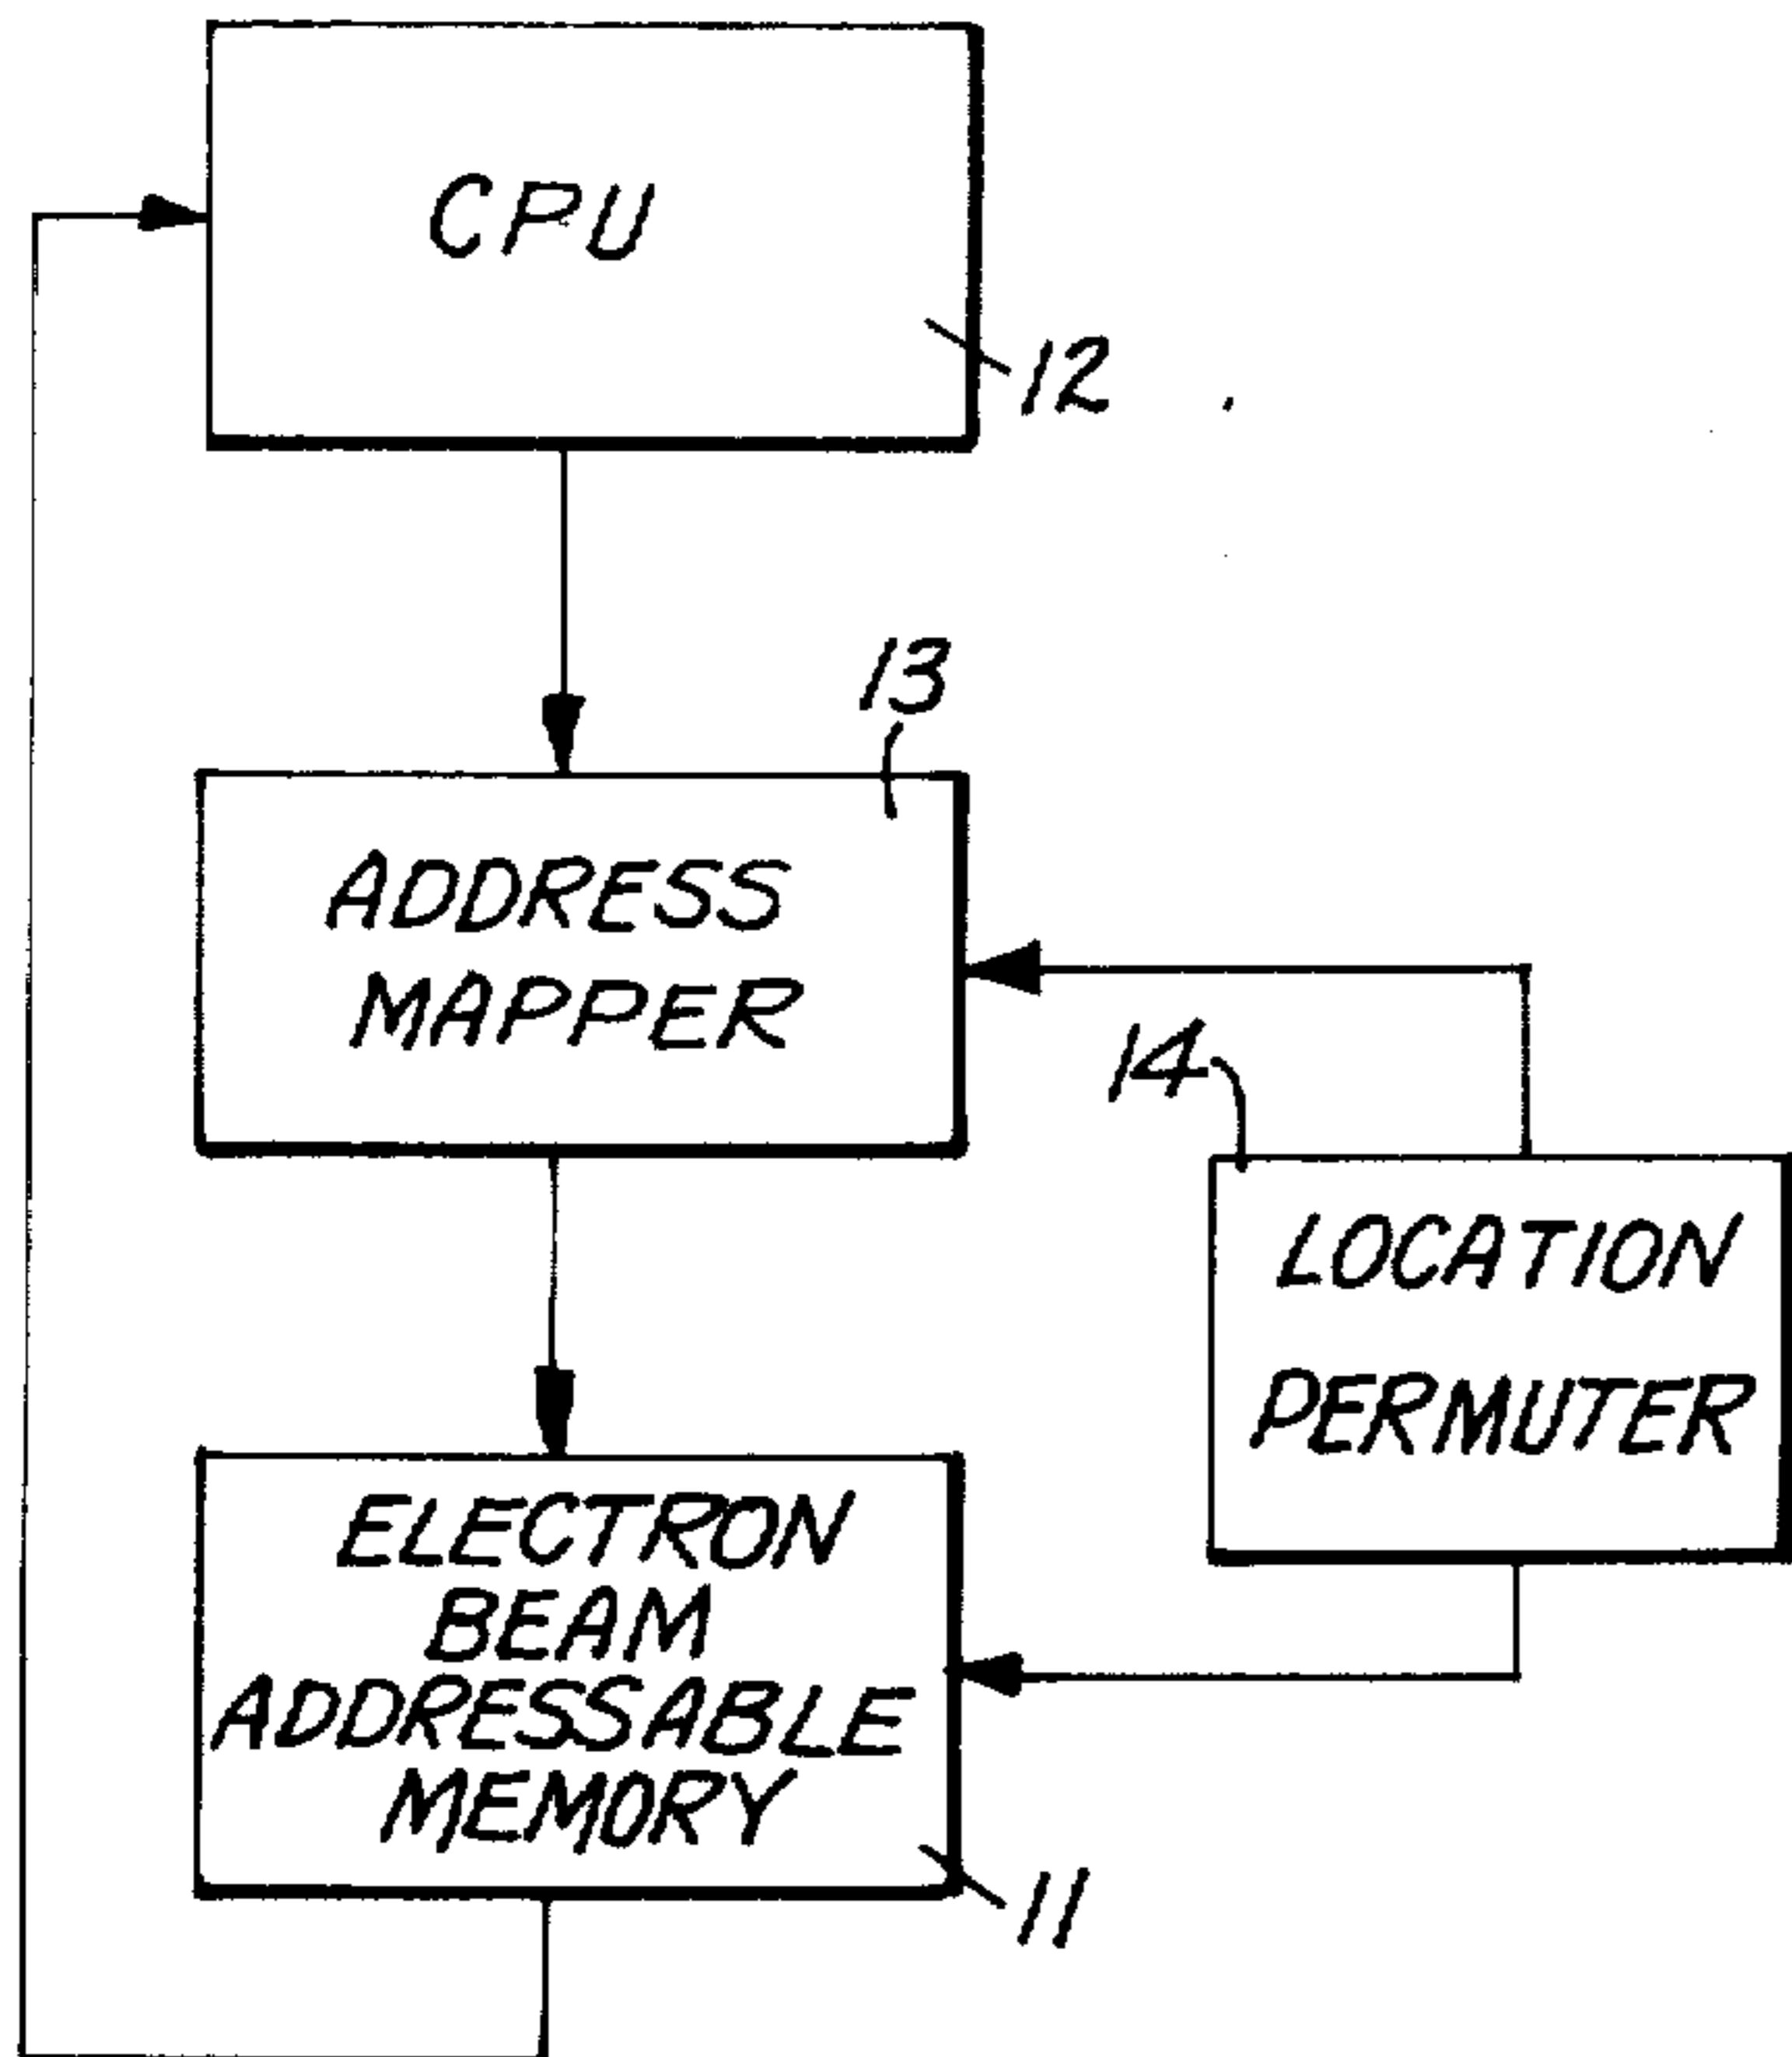 CPU
12
13
ADDRESS
MAPPER
14
LOCATION
PERMUTER
ELECTRON
BEAM
ADDRESSABLE
MEMORY
11